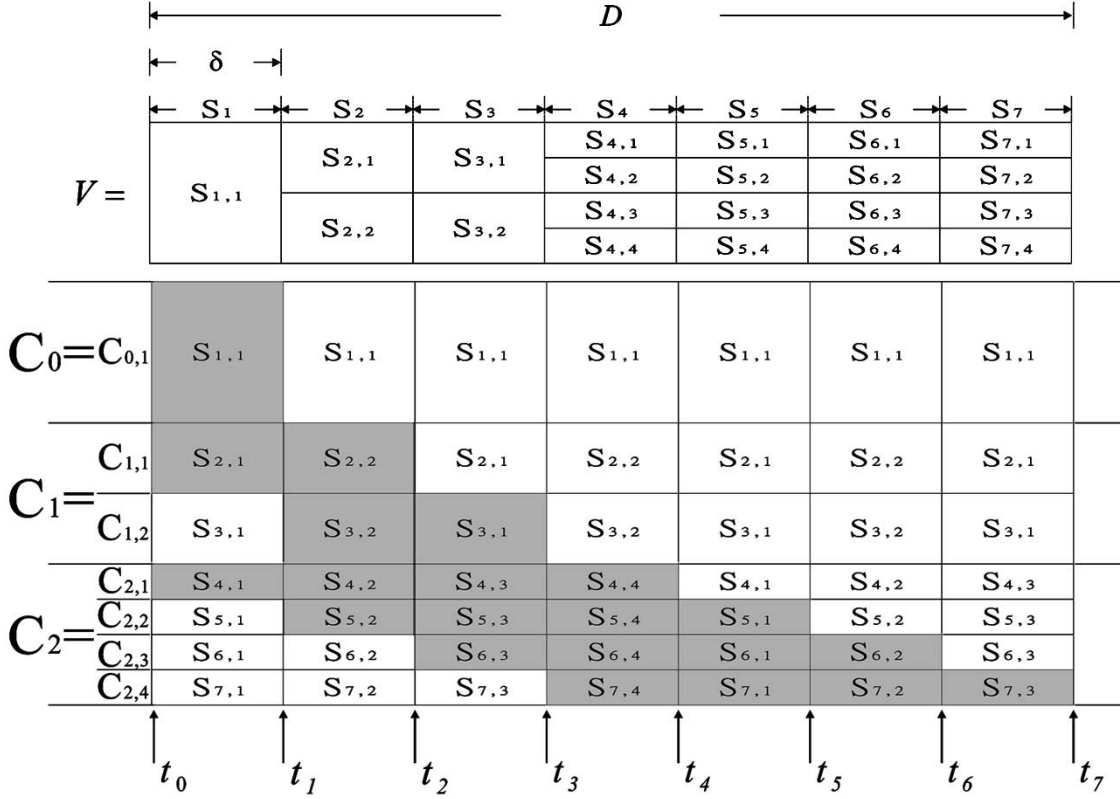 D
δ
S1 S2 S3 S4 S5 S6 S7
V=
S1,1 S2,1 S3,1 S4,1 S5,1 S6,1 S7,1
S4,2 S5,2 S6,2 S7,2
S2,2 S3,2 S4,3 S5,3 S6,3 S7,3
S4,4 S5,4 S6,4 S7,4
C0=C0,1 S1,1 S1,1 S1,1 S1,1 S1,1 S1,1 S1,1
C1=
C1,1 S2,1 S2,2 S2,1 S2,2 S2,1 S2,2 S2,1
C1,2 S3,1 S3,2 S3,1 S3,2 S3,1 S3,2 S3,1
C2=
C2,1 S4,1 S4,2 S4,3 S4,4 S4,1 S4,2 S4,3
C2,2 S5,1 S5,2 S5,3 S5,4 S5,1 S5,2 S5,3
C2,3 S6,1 S6,2 S6,3 S6,4 S6,1 S6,2 S6,3
C2,4 S7,1 S7,2 S7,3 S7,4 S7,1 S7,2 S7,3
t0 t1 t2 t3 t4 t5 t6 t7